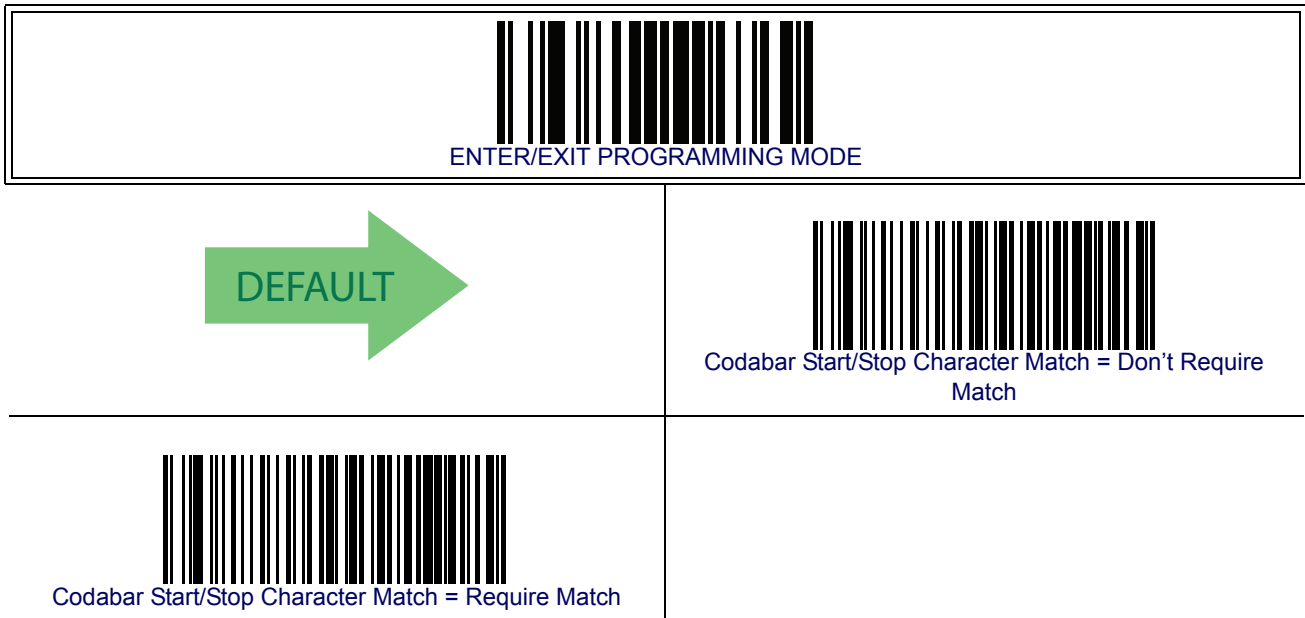 ENTER/EXIT PROGRAMMING MODE
DEFAULT
Codabar Start/Stop Character Match = Don’t Require
Match
Codabar Start/Stop Character Match = Require Match